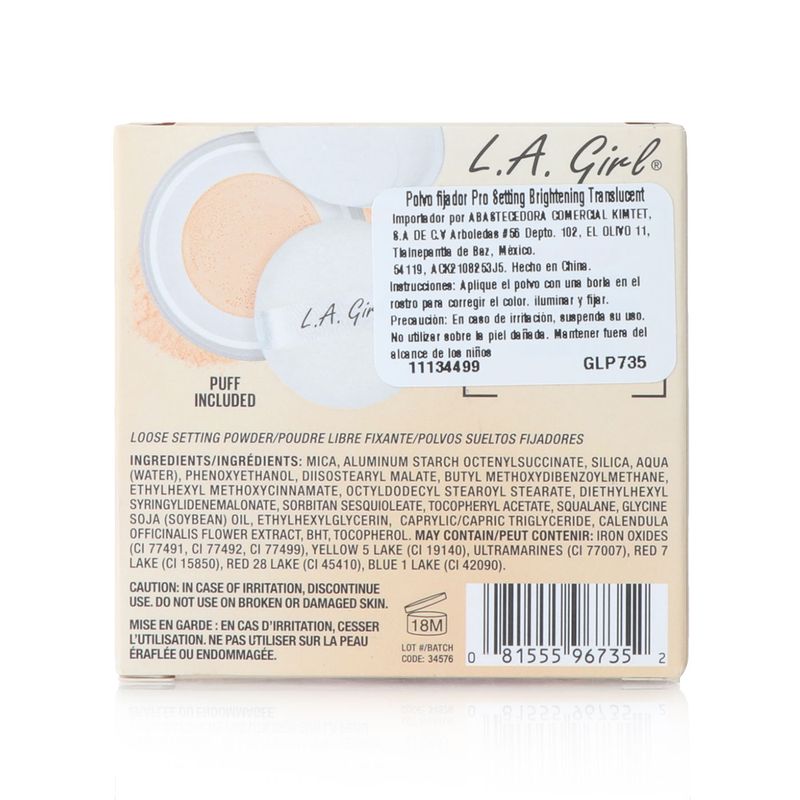 L.A. Girl®
Polvo fijador Pro Setting Brightening Translucent
Importador por ABASTECEDORA COMERCIAL KIMTET,
S.A DE C.V Arboledas #56 Depto. 102, EL OLIVO 11,
Tlalnepantla de Baz, México.
54119, ACK2108253J5. Hecho en China.
Instrucciones: Aplique el polvo con una borla en el
rostro para corregir el color. iluminar y fijar.
Precaución: En caso de irritación, suspenda su uso.
No utilizar sobre la piel dañada. Mantener fuera del
alcance de los niños
11134499 GLP735
L.A. Girl
PUFF
INCLUDED
LOOSE SETTING POWDER/POUDRE LIBRE FIXANTE/POLVOS SUELTOS FIJADORES
INGREDIENTS/INGRÉDIENTS: MICA, ALUMINUM STARCH OCTENYLSUCCINATE, SILICA, AQUA
(WATER), PHENOXYETHANOL, DIISOSTEARYL MALATE, BUTYL METHOXYDIBENZOYLMETHANE,
ETHYLHEXYL METHOXYCINNAMATE, OCTYLDODECYL STEAROYL STEARATE, DIETHYLHEXYL
SYRINGYLIDENEMALONATE, SORBITAN SESQUIOLEATE, TOCOPHERYL ACETATE, SQUALANE, GLYCINE
SOJA (SOYBEAN) OIL, ETHYLHEXYLGLYCERIN, CAPRYLIC/CAPRIC TRIGLYCERIDE, CALENDULA
OFFICINALIS FLOWER EXTRACT, BHT, TOCOPHEROL. MAY CONTAIN/PEUT CONTENIR: IRON OXIDES
(CI 77491, CI 77492, CI 77499), YELLOW 5 LAKE (CI 19140), ULTRAMARINES (CI 77007), RED 7
LAKE (CI 15850), RED 28 LAKE (CI 45410), BLUE 1 LAKE (CI 42090).
CAUTION: IN CASE OF IRRITATION, DISCONTINUE
USE. DO NOT USE ON BROKEN OR DAMAGED SKIN.
MISE EN GARDE : EN CAS D'IRRITATION, CESSER
L'UTILISATION. NE PAS UTILISER SUR LA PEAU
ÉRAFLÉE OU ENDOMMAGÉE.
18M
LOT #/BATCH
CODE: 34576
0 81555 96735 2